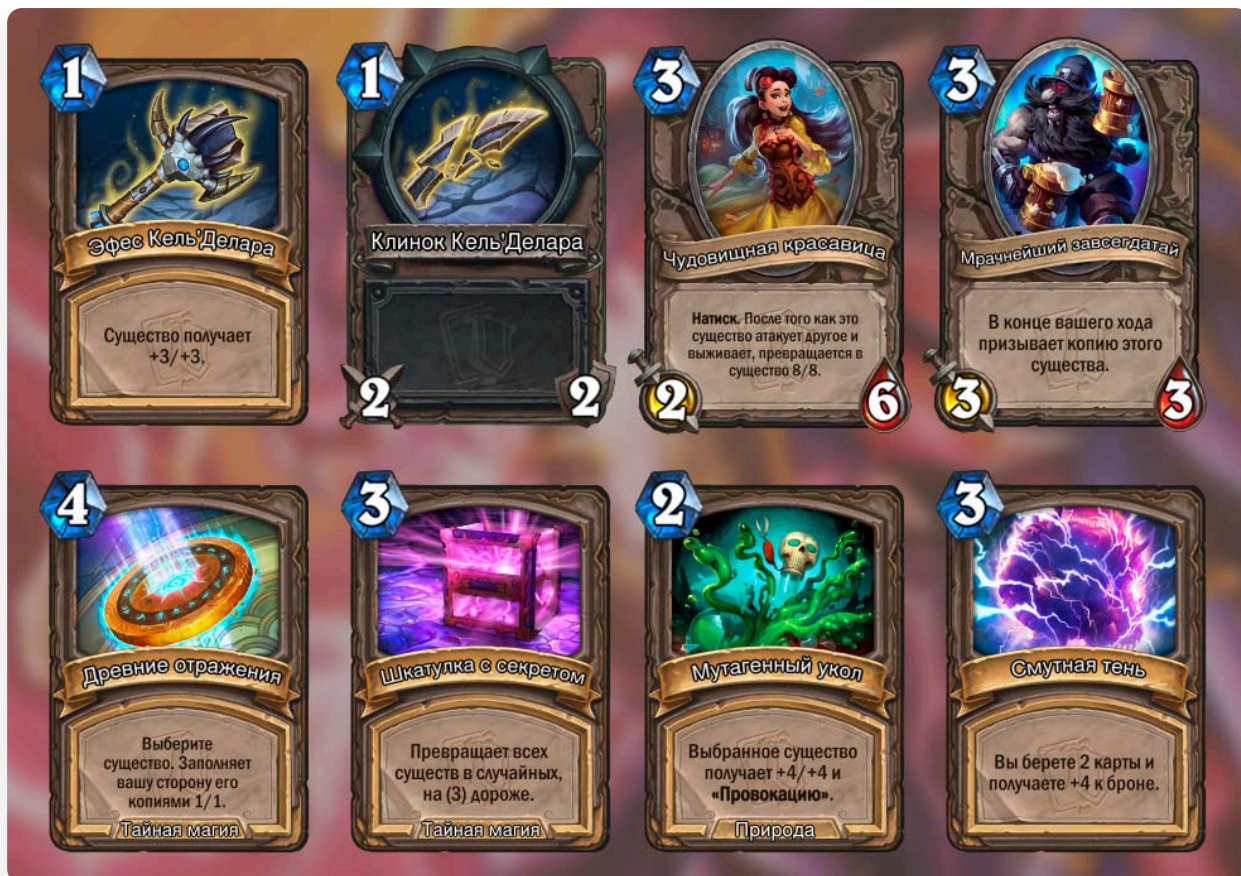 1
Эфес Кель'Делара
Существо получает
+3/+3.
1
Клинок Кель'Делара
2
2
3
Чудовищная красавица
Натиск. После того как это
существо атакует другое и
выживает, превращается в
существо 8/8.
2
6
3
Мрачнейший завсегдатай
В конце вашего хода
призывает копию этого
существа.
3
3
4
Древние отражения
Выберите
существо. Заполняет
вашу сторону его
копиями 1/1.
Тайная магия
3
Шкатулка с секретом
Превращает всех
существ в случайных,
на (3) дороже.
Тайная магия
2
Мутагенный укол
Выбранное существо
получает +4/+4 и
«Провокацию».
Природа
3
Смутная тень
Вы берете 2 карты и
получаете +4 к броне.